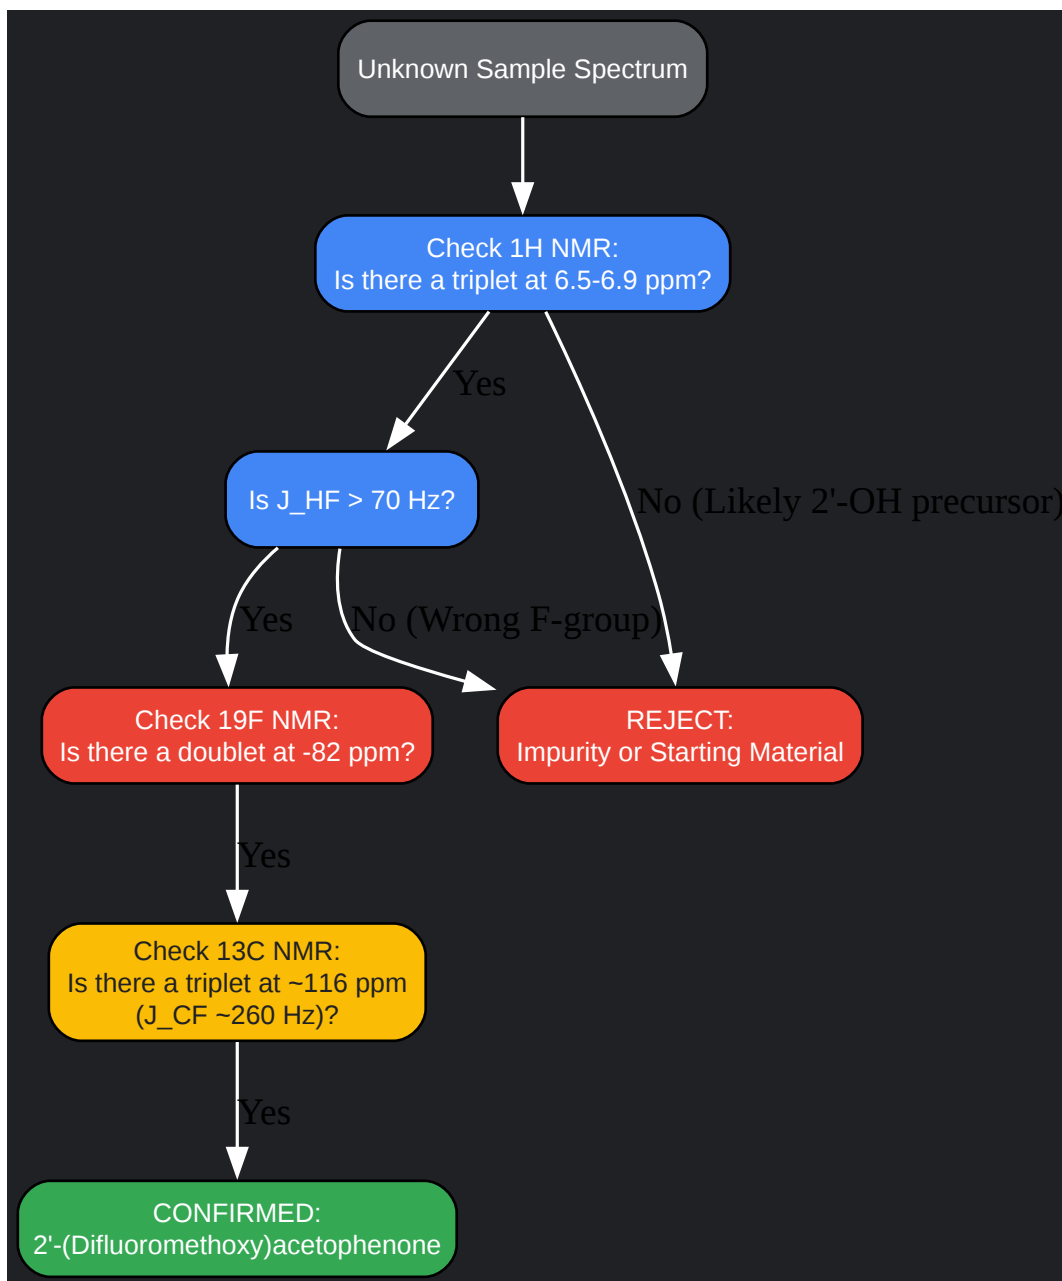 Unknown Sample Spectrum
Check 1H NMR:
Is there a triplet at 6.5-6.9 ppm?
Yes
Is J_HF > 70 Hz?
No (Likely 2'-OH precursor)
Yes
No (Wrong F-group)
Check 19F NMR:
Is there a doublet at -82 ppm?
REJECT:
Impurity or Starting Material
Yes
Check 13C NMR:
Is there a triplet at ~116 ppm
(J_CF ~260 Hz)?
Yes
CONFIRMED:
2'-(Difluoromethoxy)acetophenone